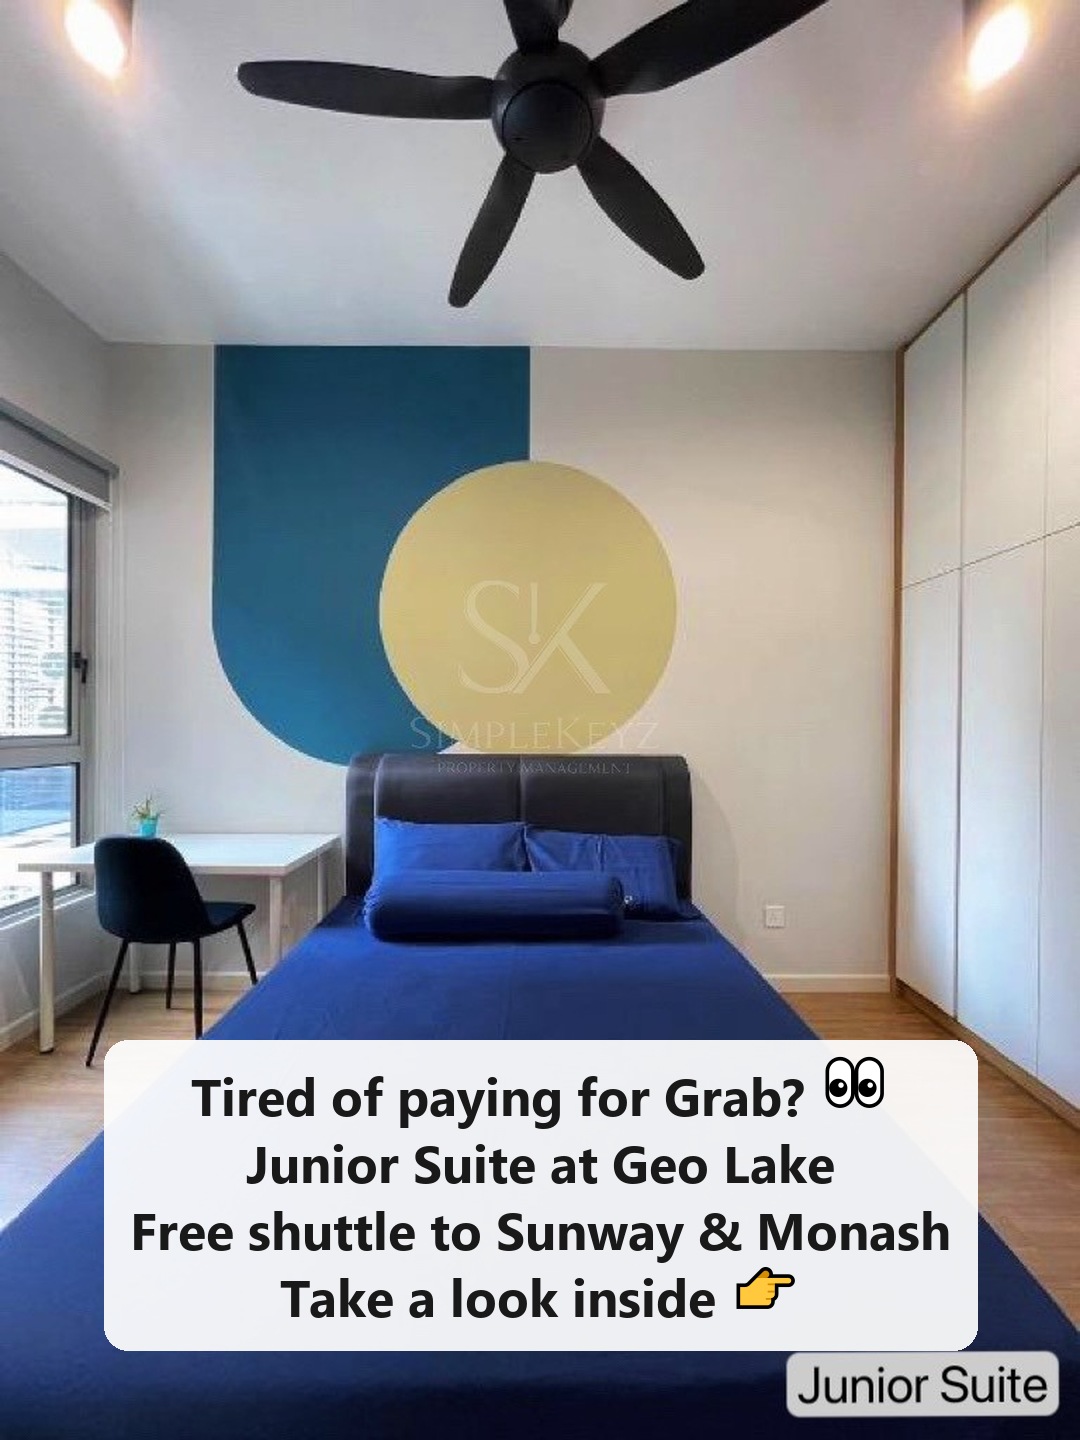 SK
SIMPLEKEYZ
PROPERTY MANAGEMENT
Tired of paying for Grab? 👀
Junior Suite at Geo Lake
Free shuttle to Sunway & Monash
Take a look inside 👉
Junior Suite